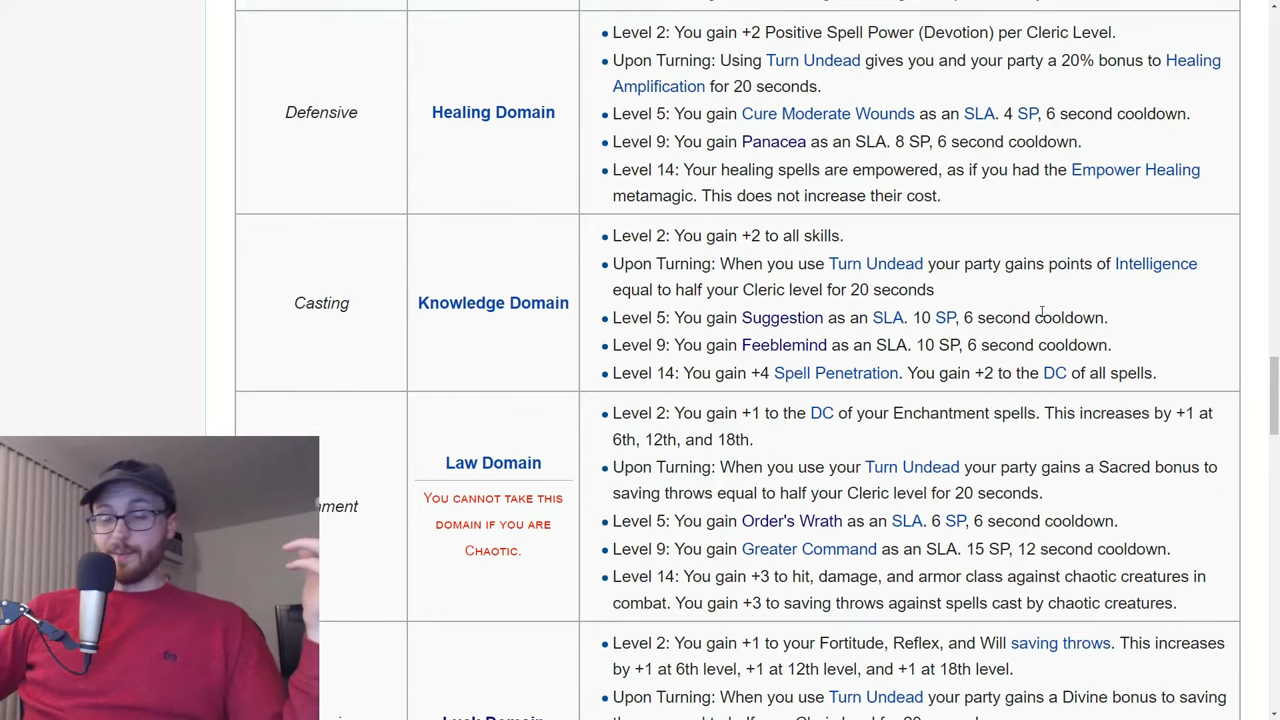 Defensive
Healing Domain
Level 2: You gain +2 Positive Spell Power (Devotion) per Cleric Level.
Upon Turning: Using Turn Undead gives you and your party a 20% bonus to Healing
Amplification for 20 seconds.
Level 5: You gain Cure Moderate Wounds as an SLA. 4 SP, 6 second cooldown.
Level 9: You gain Panacea as an SLA. 8 SP, 6 second cooldown.
Level 14: Your healing spells are empowered, as if you had the Empower Healing
metamagic. This does not increase their cost.
Casting
Knowledge Domain
Level 2: You gain +2 to all skills.
Upon Turning: When you use Turn Undead your party gains points of Intelligence
equal to half your Cleric level for 20 seconds
Level 5: You gain Suggestion as an SLA. 10 SP, 6 second cooldown.
Level 9: You gain Feeblemind as an SLA. 10 SP, 6 second cooldown.
Level 14: You gain +4 Spell Penetration. You gain +2 to the DC of all spells.
Law Domain
You cannot take this
domain if you are
Chaotic.
Level 2: You gain +1 to the DC of your Enchantment spells. This increases by +1 at
6th, 12th, and 18th.
Upon Turning: When you use your Turn Undead your party gains a Sacred bonus to
saving throws equal to half your Cleric level for 20 seconds.
Level 5: You gain Order's Wrath as an SLA. 6 SP, 6 second cooldown.
Level 9: You gain Greater Command as an SLA. 15 SP, 12 second cooldown.
Level 14: You gain +3 to hit, damage, and armor class against chaotic creatures in
combat. You gain +3 to saving throws against spells cast by chaotic creatures.
Level 2: You gain +1 to your Fortitude, Reflex, and Will saving throws. This increases
by +1 at 6th level, +1 at 12th level, and +1 at 18th level.
Upon Turning: When you use Turn Undead your party gains a Divine bonus to saving